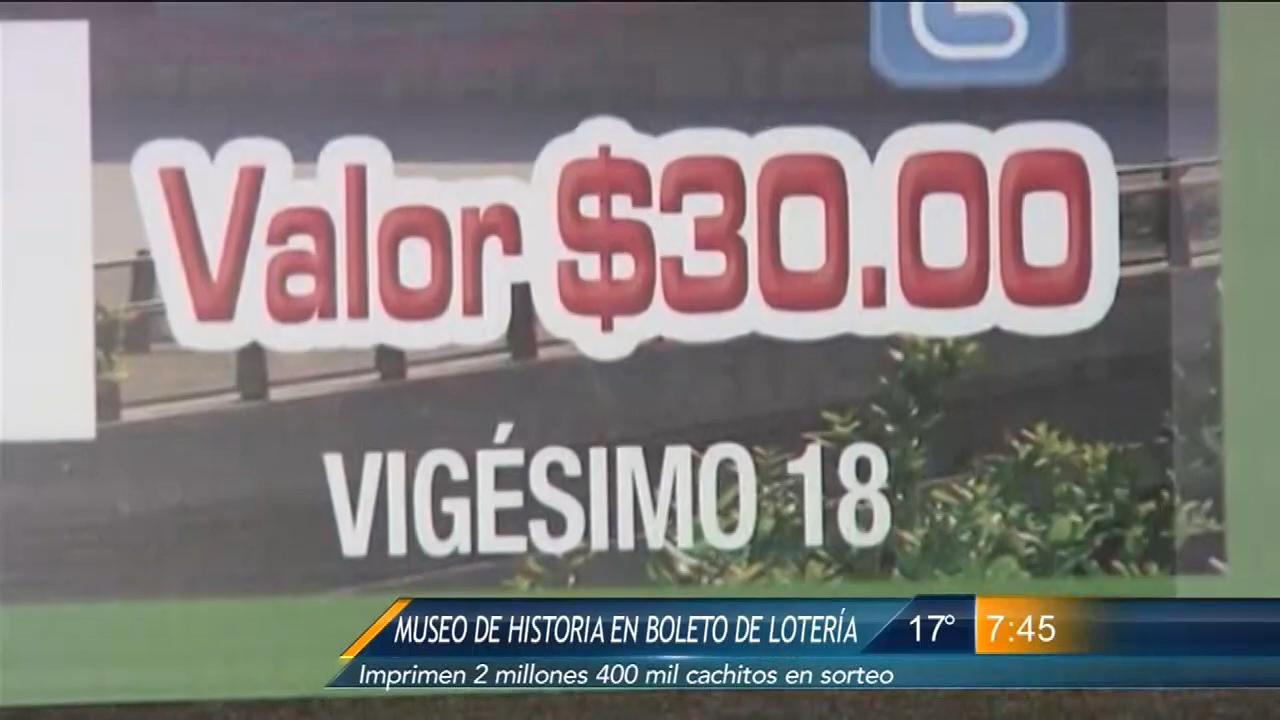 Valor $30.00
VIGÉSIMO 18
MUSEO DE HISTORIA EN BOLETO DE LOTERÍA 17° 7:45
Imprimen 2 millones 400 mil cachitos en sorteo